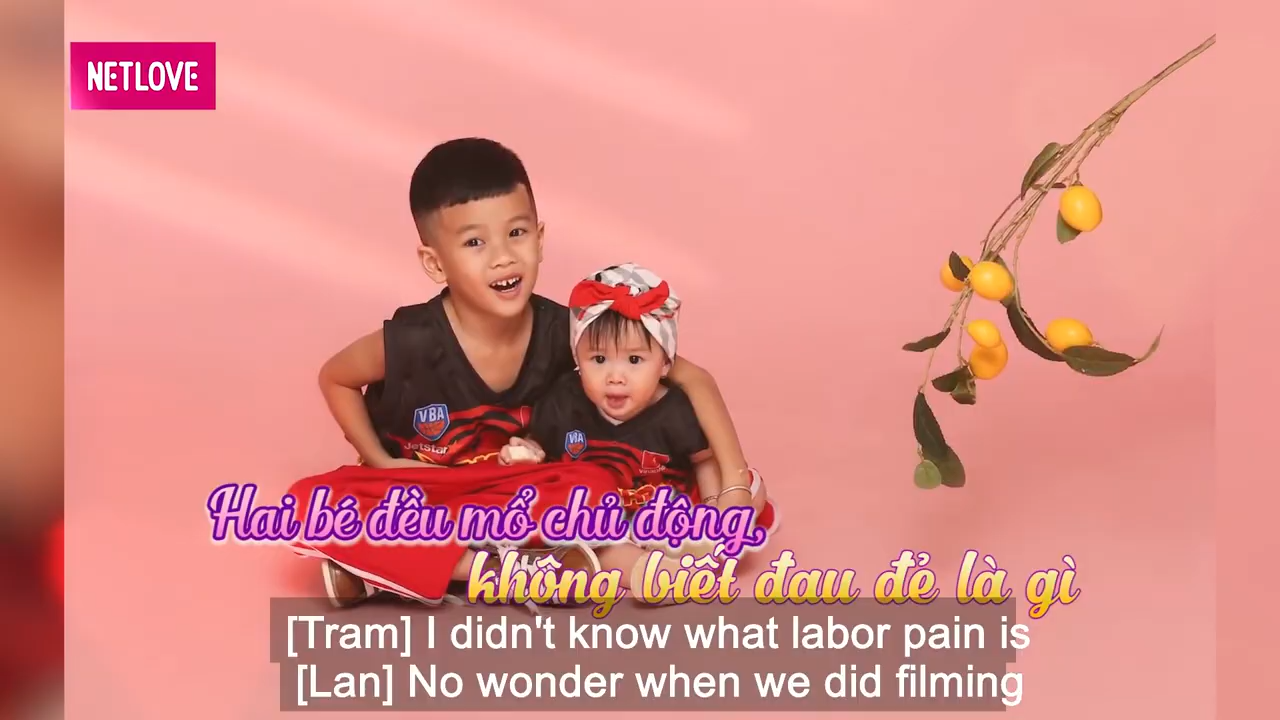 NETLOVE
VBA
Jetstar
VBA
Hai bé đều mổ chủ động,
không biết đau đẻ là gì
[Tram] I didn't know what labor pain is
[Lan] No wonder when we did filming